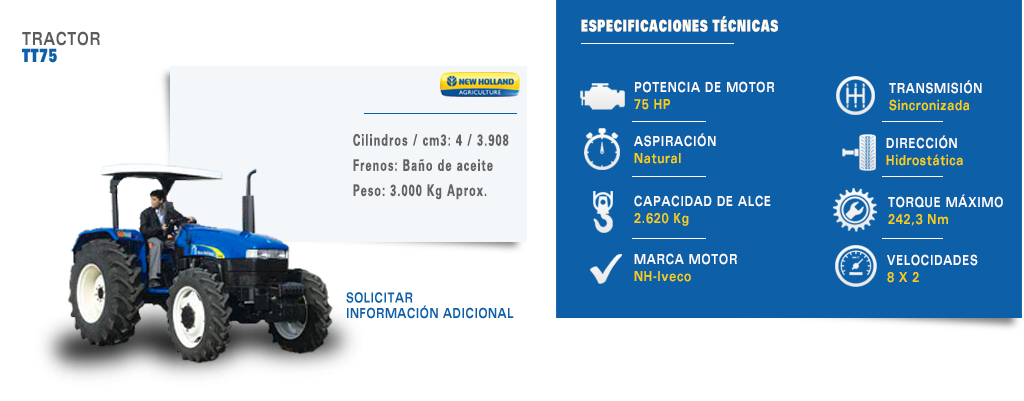 TRACTOR
TT75
NEW HOLLAND
AGRICULTURE
Cilindros / cm3: 4 / 3.908
Frenos: Baño de aceite
Peso: 3.000 Kg Aprox.
SOLICITAR
INFORMACIÓN ADICIONAL
ESPECIFICACIONES TÉCNICAS
POTENCIA DE MOTOR
75 HP
ASPIRACIÓN
Natural
CAPACIDAD DE ALCE
2.620 Kg
MARCA MOTOR
NH-Iveco
TRANSMISIÓN
Sincronizada
DIRECCIÓN
Hidrostática
TORQUE MÁXIMO
242,3 Nm
VELOCIDADES
8 X 2